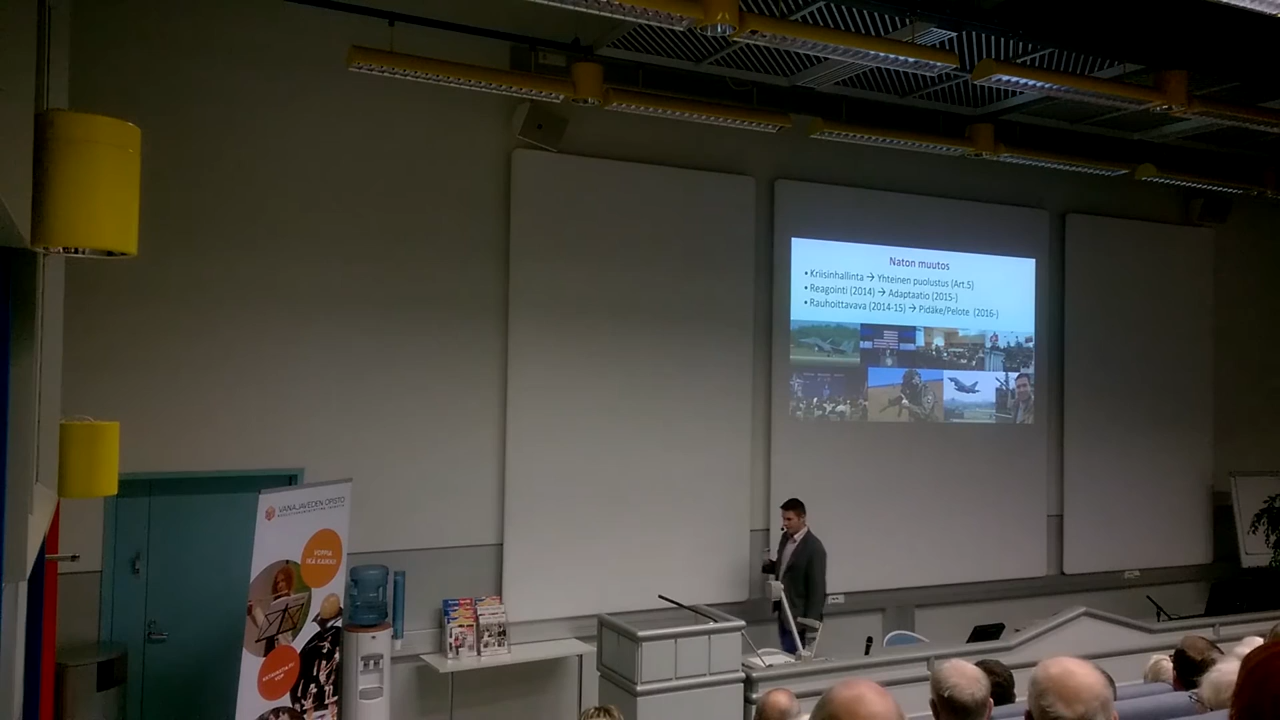 Naton muutos
• Kriisinhallinta → Yhteinen puolustus (Art.5)
• Reagointi (2014) → Adaptaatio (2015-)
• Rauhoittavava (2014-15) → Pidäke/Pelote (2016-)
VANAJAVEDEN OPISTO